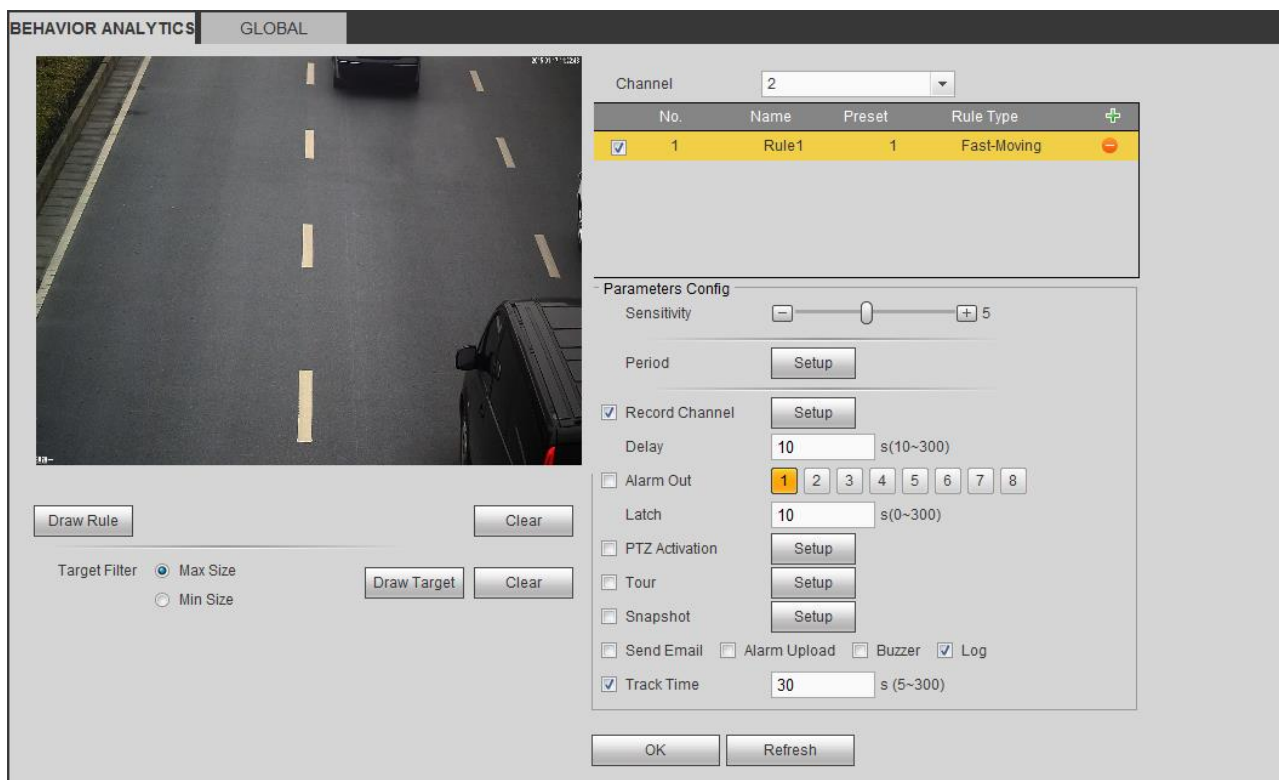 BEHAVIOR ANALYTICS GLOBAL
Channel 2
No. Name Preset Rule Type
1 Rule1 1 Fast-Moving
Parameters Config
Sensitivity 5
Period Setup
Record Channel Setup
Delay 10 s(10~300)
Alarm Out 1 2 3 4 5 6 7 8
Latch 10 s(0~300)
PTZ Activation Setup
Tour Setup
Snapshot Setup
Send Email Alarm Upload Buzzer Log
Track Time 30 s (5~300)
OK Refresh
Draw Rule Clear
Target Filter Max Size Draw Target Clear
Min Size